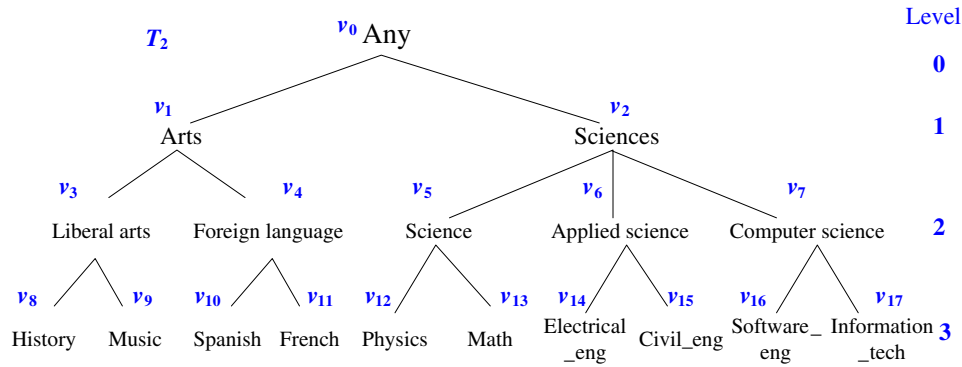 Level
T2
v0 Any
0
v1
v2
1
Arts
Sciences
v3
v4
v5
v6
v7
Liberal arts
Foreign language
Science
Applied science
Computer science
2
v8
v9
v10
v11
v12
v13
v14
v15
v16
v17
History
Music
Spanish
French
Physics
Math
Electrical
_eng
Civil_eng
Software_
eng
Information
_tech
3